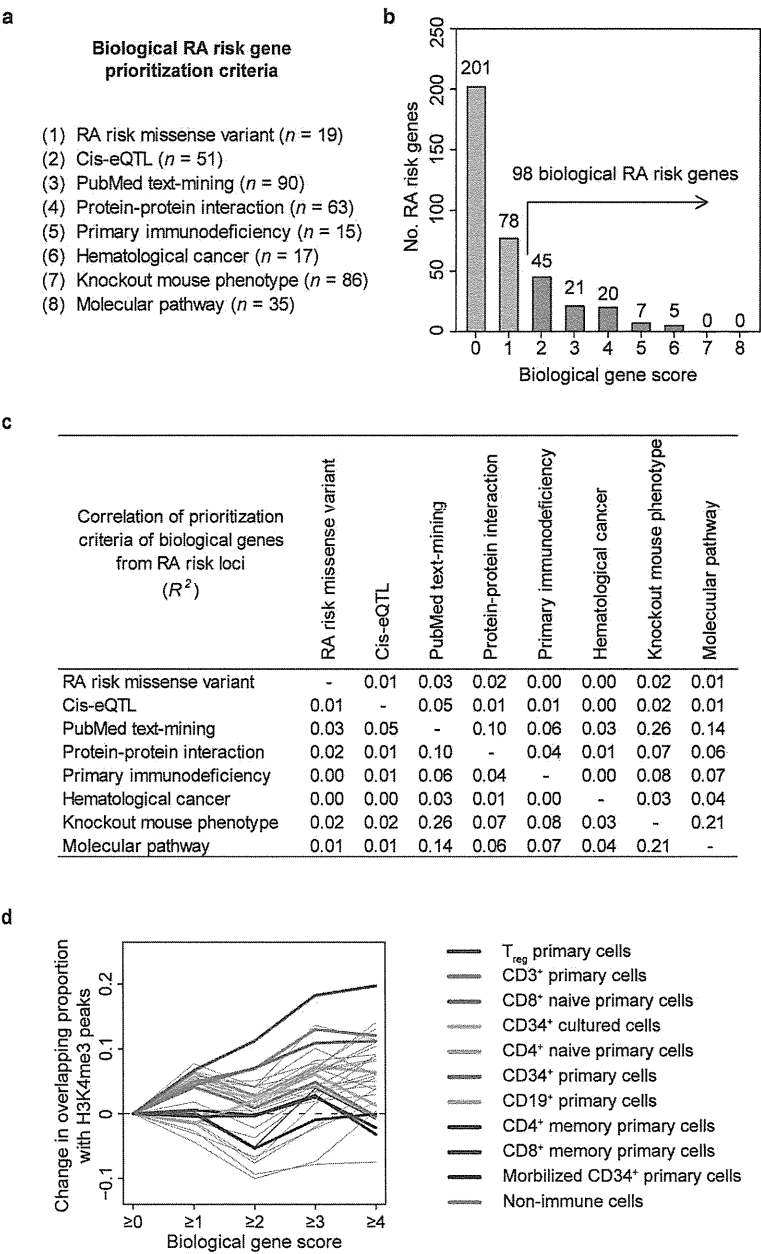 a
Biological RA risk gene
prioritization criteria
(1) RA risk missense variant (n = 19)
(2) Cis-eQTL (n = 51)
(3) PubMed text-mining (n = 90)
(4) Protein-protein interaction (n = 63)
(5) Primary immunodeficiency (n = 15)
(6) Hematological cancer (n = 17)
(7) Knockout mouse phenotype (n = 86)
(8) Molecular pathway (n = 35)
b
No. RA risk genes
250
200
150
100
50
0
201
78
45
21
20
7
5
0
0
98 biological RA risk genes
0 1 2 3 4 5 6 7 8
Biological gene score
c
Correlation of prioritization
criteria of biological genes
from RA risk loci
(R²)
RA risk missense variant
Cis-eQTL
PubMed text-mining
Protein-protein interaction
Primary immunodeficiency
Hematological cancer
Knockout mouse phenotype
Molecular pathway
RA risk missense variant - 0.01 0.03 0.02 0.00 0.00 0.02 0.01
Cis-eQTL 0.01 - 0.05 0.01 0.01 0.00 0.02 0.01
PubMed text-mining 0.03 0.05 - 0.10 0.06 0.03 0.26 0.14
Protein-protein interaction 0.02 0.01 0.10 - 0.04 0.01 0.07 0.06
Primary immunodeficiency 0.00 0.01 0.06 0.04 - 0.00 0.08 0.07
Hematological cancer 0.00 0.00 0.03 0.01 0.00 - 0.03 0.04
Knockout mouse phenotype 0.02 0.02 0.26 0.07 0.08 0.03 - 0.21
Molecular pathway 0.01 0.01 0.14 0.06 0.07 0.04 0.21 -
d
Change in overlapping proportion
with H3K4me3 peaks
0.2
0.1
0
−0.1
≥0 ≥1 ≥2 ≥3 ≥4
Biological gene score
Treg primary cells
CD3⁺ primary cells
CD8⁺ naive primary cells
CD34⁺ cultured cells
CD4⁺ naive primary cells
CD34⁺ primary cells
CD19⁺ primary cells
CD4⁺ memory primary cells
CD8⁺ memory primary cells
Morbilized CD34⁺ primary cells
Non-immune cells